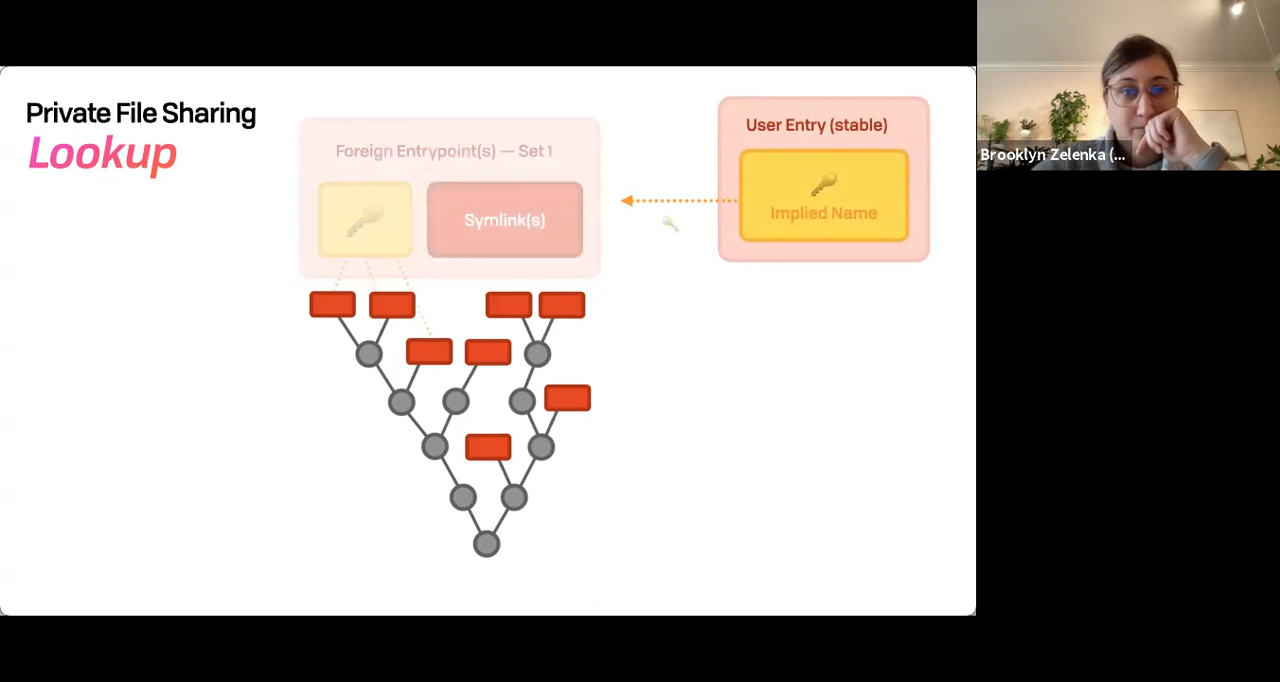 Private File Sharing
Lookup
Foreign Entrypoint(s) — Set 1
Symlink(s)
User Entry (stable)
Implied Name
Brooklyn Zelenka (...